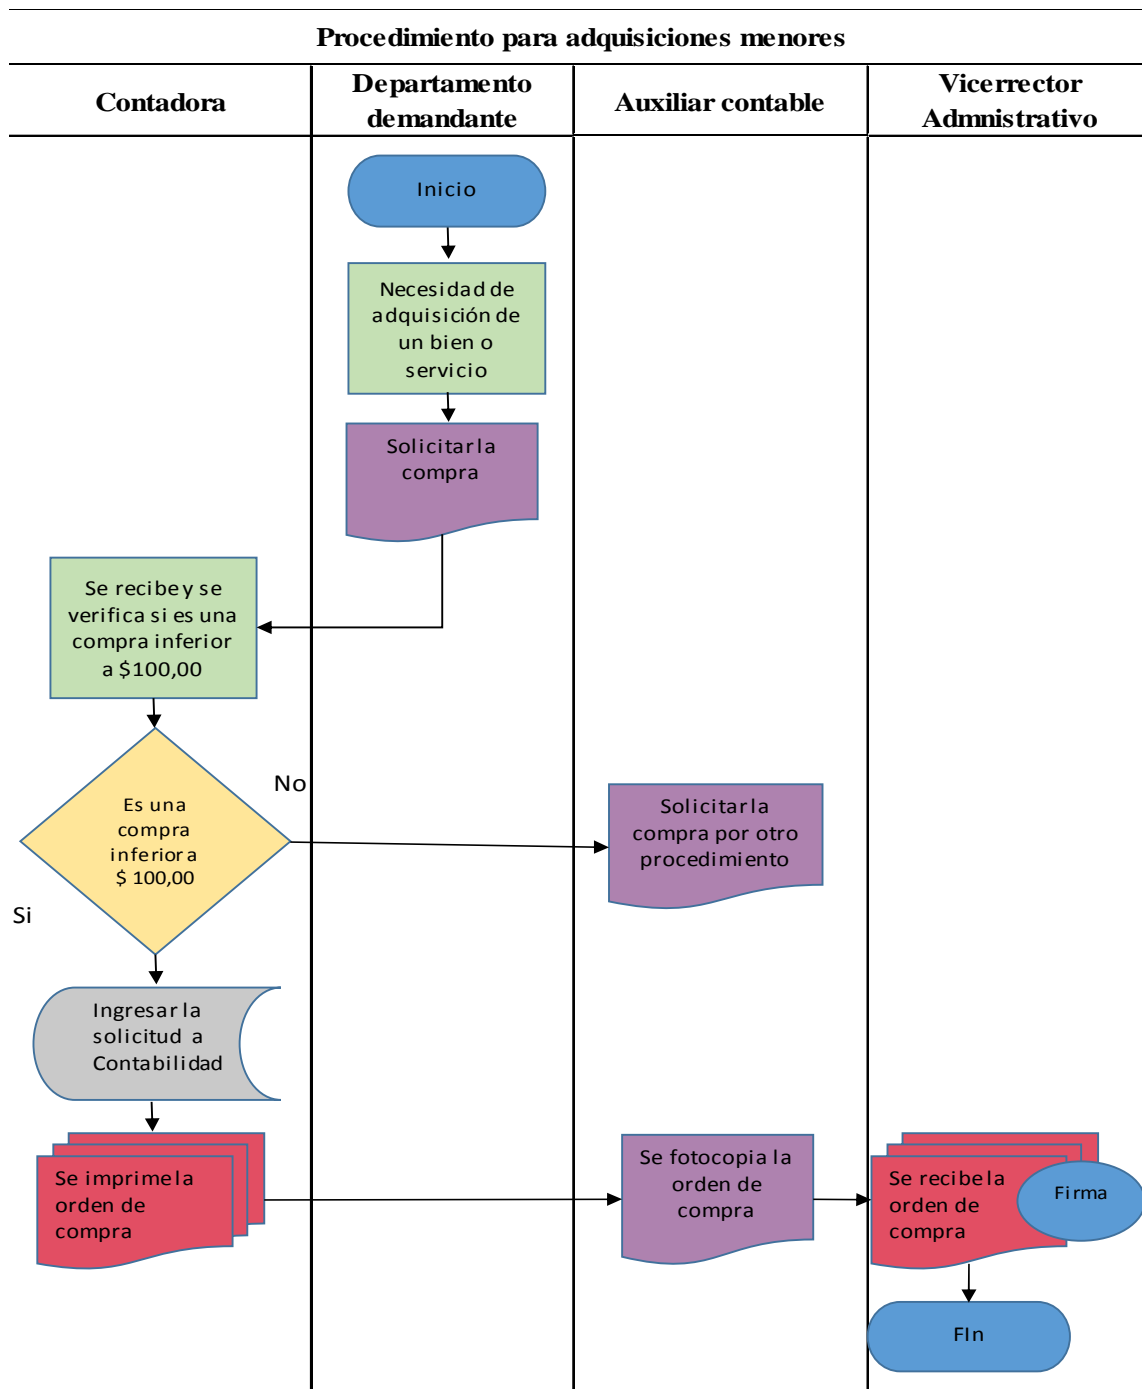 Procedimiento para adquisiciones menores
Contadora
Departamento
demandante
Auxiliar contable
Vicerrector
Admnistrativo
Inicio
Necesidad de
adquisición de
un bien o
servicio
Solicitar la
compra
Se recibe y se
verifica si es una
compra inferior
a $100,00
Es una
compra
inferior a
$ 100,00
No
Si
Solicitar la
compra por otro
procedimiento
Ingresar la
solicitud a
Contabilidad
Se imprime la
orden de
compra
Se fotocopia la
orden de
compra
Se recibe la
orden de
compra
Firma
FIn